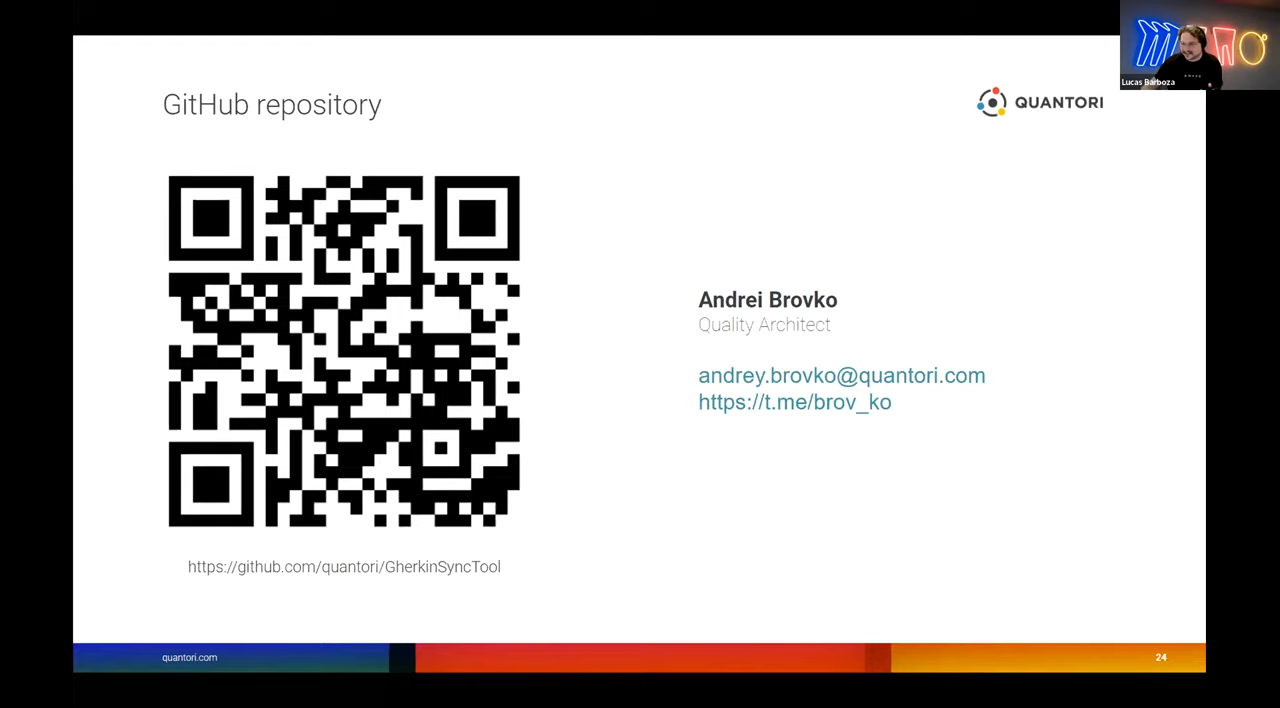 GitHub repository
QUANTORI
Lucas Barboza
Andrei Brovko
Quality Architect
andrey.brovko@quantori.com
https://t.me/brov_ko
https://github.com/quantori/GherkinSyncTool
quantori.com
24